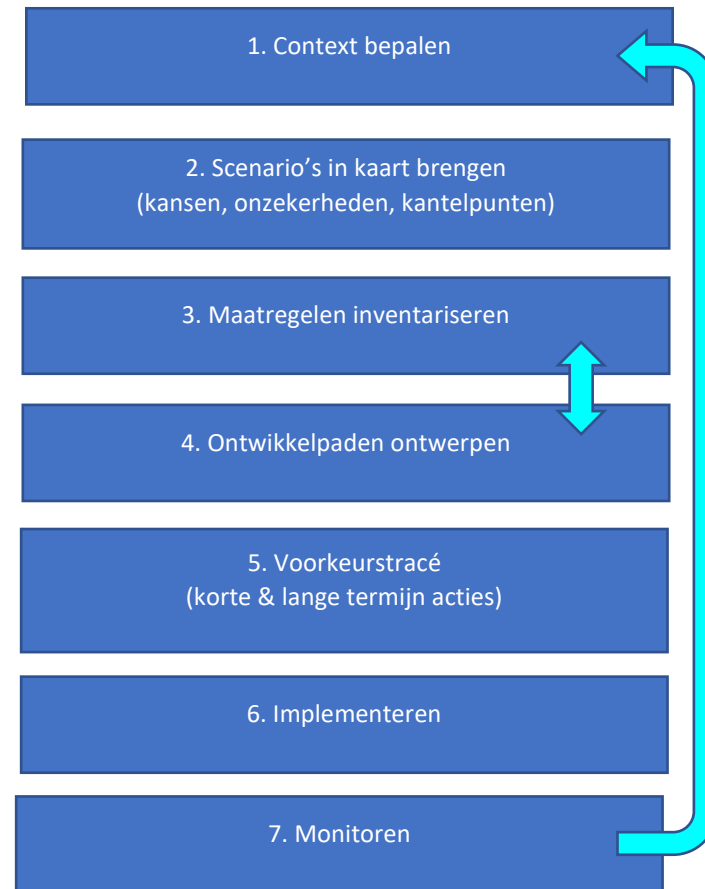 1. Context bepalen
2. Scenario’s in kaart brengen
(kansen, onzekerheden, kantelpunten)
3. Maatregelen inventariseren
4. Ontwikkelpaden ontwerpen
5. Voorkeurstracé
(korte & lange termijn acties)
6. Implementeren
7. Monitoren